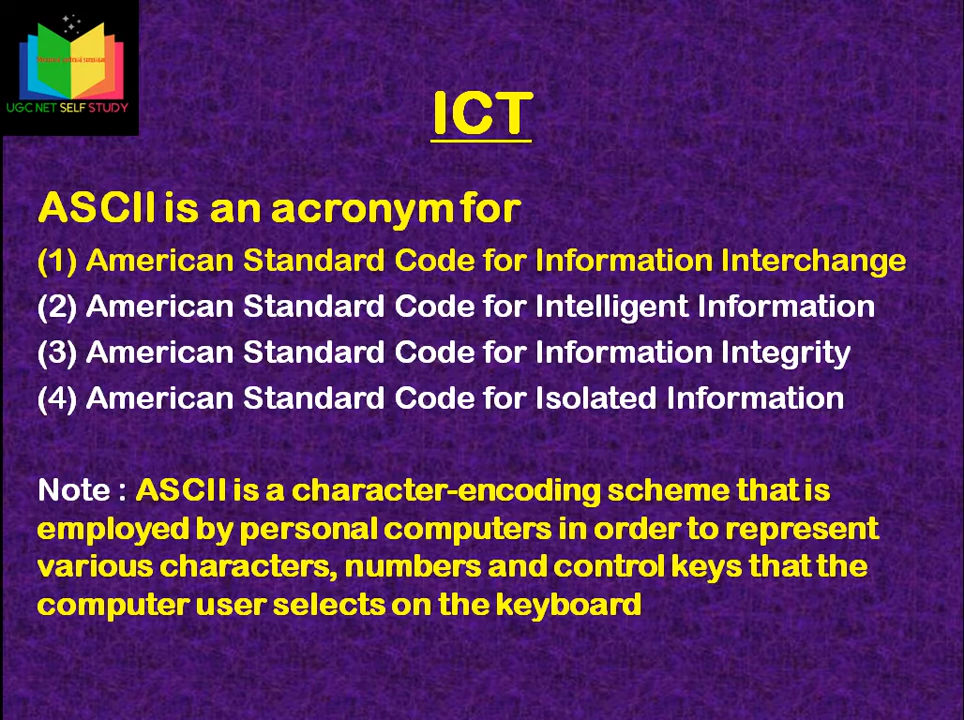 UGC NET SELF STUDY
ICT
ASCII is an acronym for
(1) American Standard Code for Information Interchange
(2) American Standard Code for Intelligent Information
(3) American Standard Code for Information Integrity
(4) American Standard Code for Isolated Information
Note : ASCII is a character-encoding scheme that is
employed by personal computers in order to represent
various characters, numbers and control keys that the
computer user selects on the keyboard